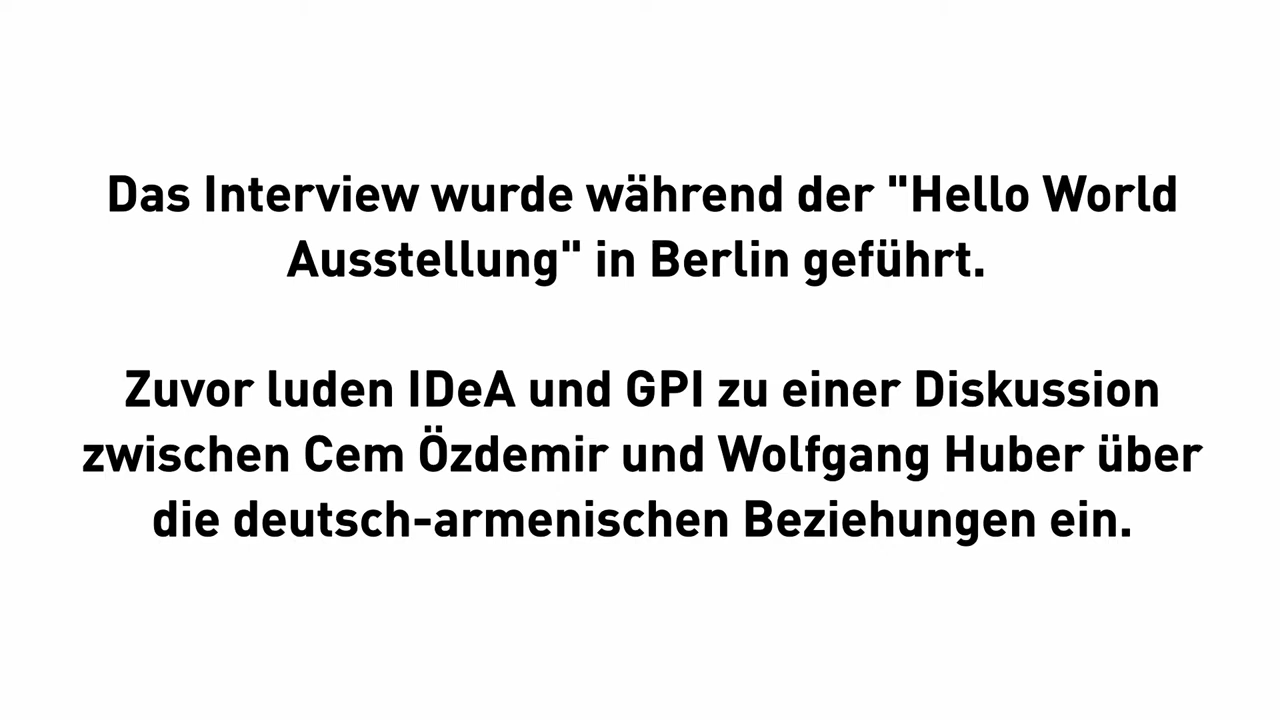 Das Interview wurde während der "Hello World
Ausstellung" in Berlin geführt.
Zuvor luden IDeA und GPI zu einer Diskussion
zwischen Cem Özdemir und Wolfgang Huber über
die deutsch-armenischen Beziehungen ein.